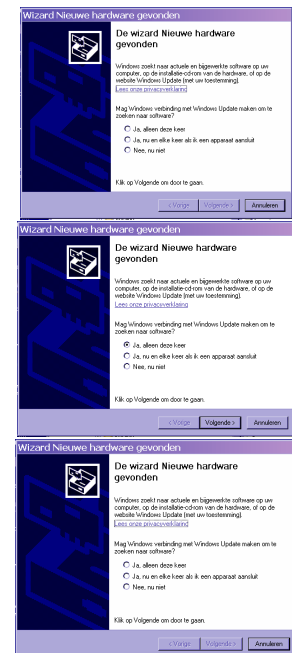 Wizard Nieuwe hardware gevonden
De wizard Nieuwe hardware
gevonden
Windows zoekt naar actuele en bijgewerkte software op uw
computer, op de installatie-cd-rom van de hardware, of op de
website Windows Update (met uw toestemming).
Lees onze privacyverklaring
Mag Windows verbinding met Windows Update maken om te
zoeken naar software?
Ja, alleen deze keer
Ja, nu en elke keer als ik een apparaat aansluit
Nee, nu niet
Klik op Volgende om door te gaan.
< Vorige Volgende > Annuleren
Wizard Nieuwe hardware gevonden
De wizard Nieuwe hardware
gevonden
Windows zoekt naar actuele en bijgewerkte software op uw
computer, op de installatie-cd-rom van de hardware, of op de
website Windows Update (met uw toestemming).
Lees onze privacyverklaring
Mag Windows verbinding met Windows Update maken om te
zoeken naar software?
Ja, alleen deze keer
Ja, nu en elke keer als ik een apparaat aansluit
Nee, nu niet
Klik op Volgende om door te gaan.
< Vorige Volgende > Annuleren
Wizard Nieuwe hardware gevonden
De wizard Nieuwe hardware
gevonden
Windows zoekt naar actuele en bijgewerkte software op uw
computer, op de installatie-cd-rom van de hardware, of op de
website Windows Update (met uw toestemming).
Lees onze privacyverklaring
Mag Windows verbinding met Windows Update maken om te
zoeken naar software?
Ja, alleen deze keer
Ja, nu en elke keer als ik een apparaat aansluit
Nee, nu niet
Klik op Volgende om door te gaan.
< Vorige Volgende > Annuleren